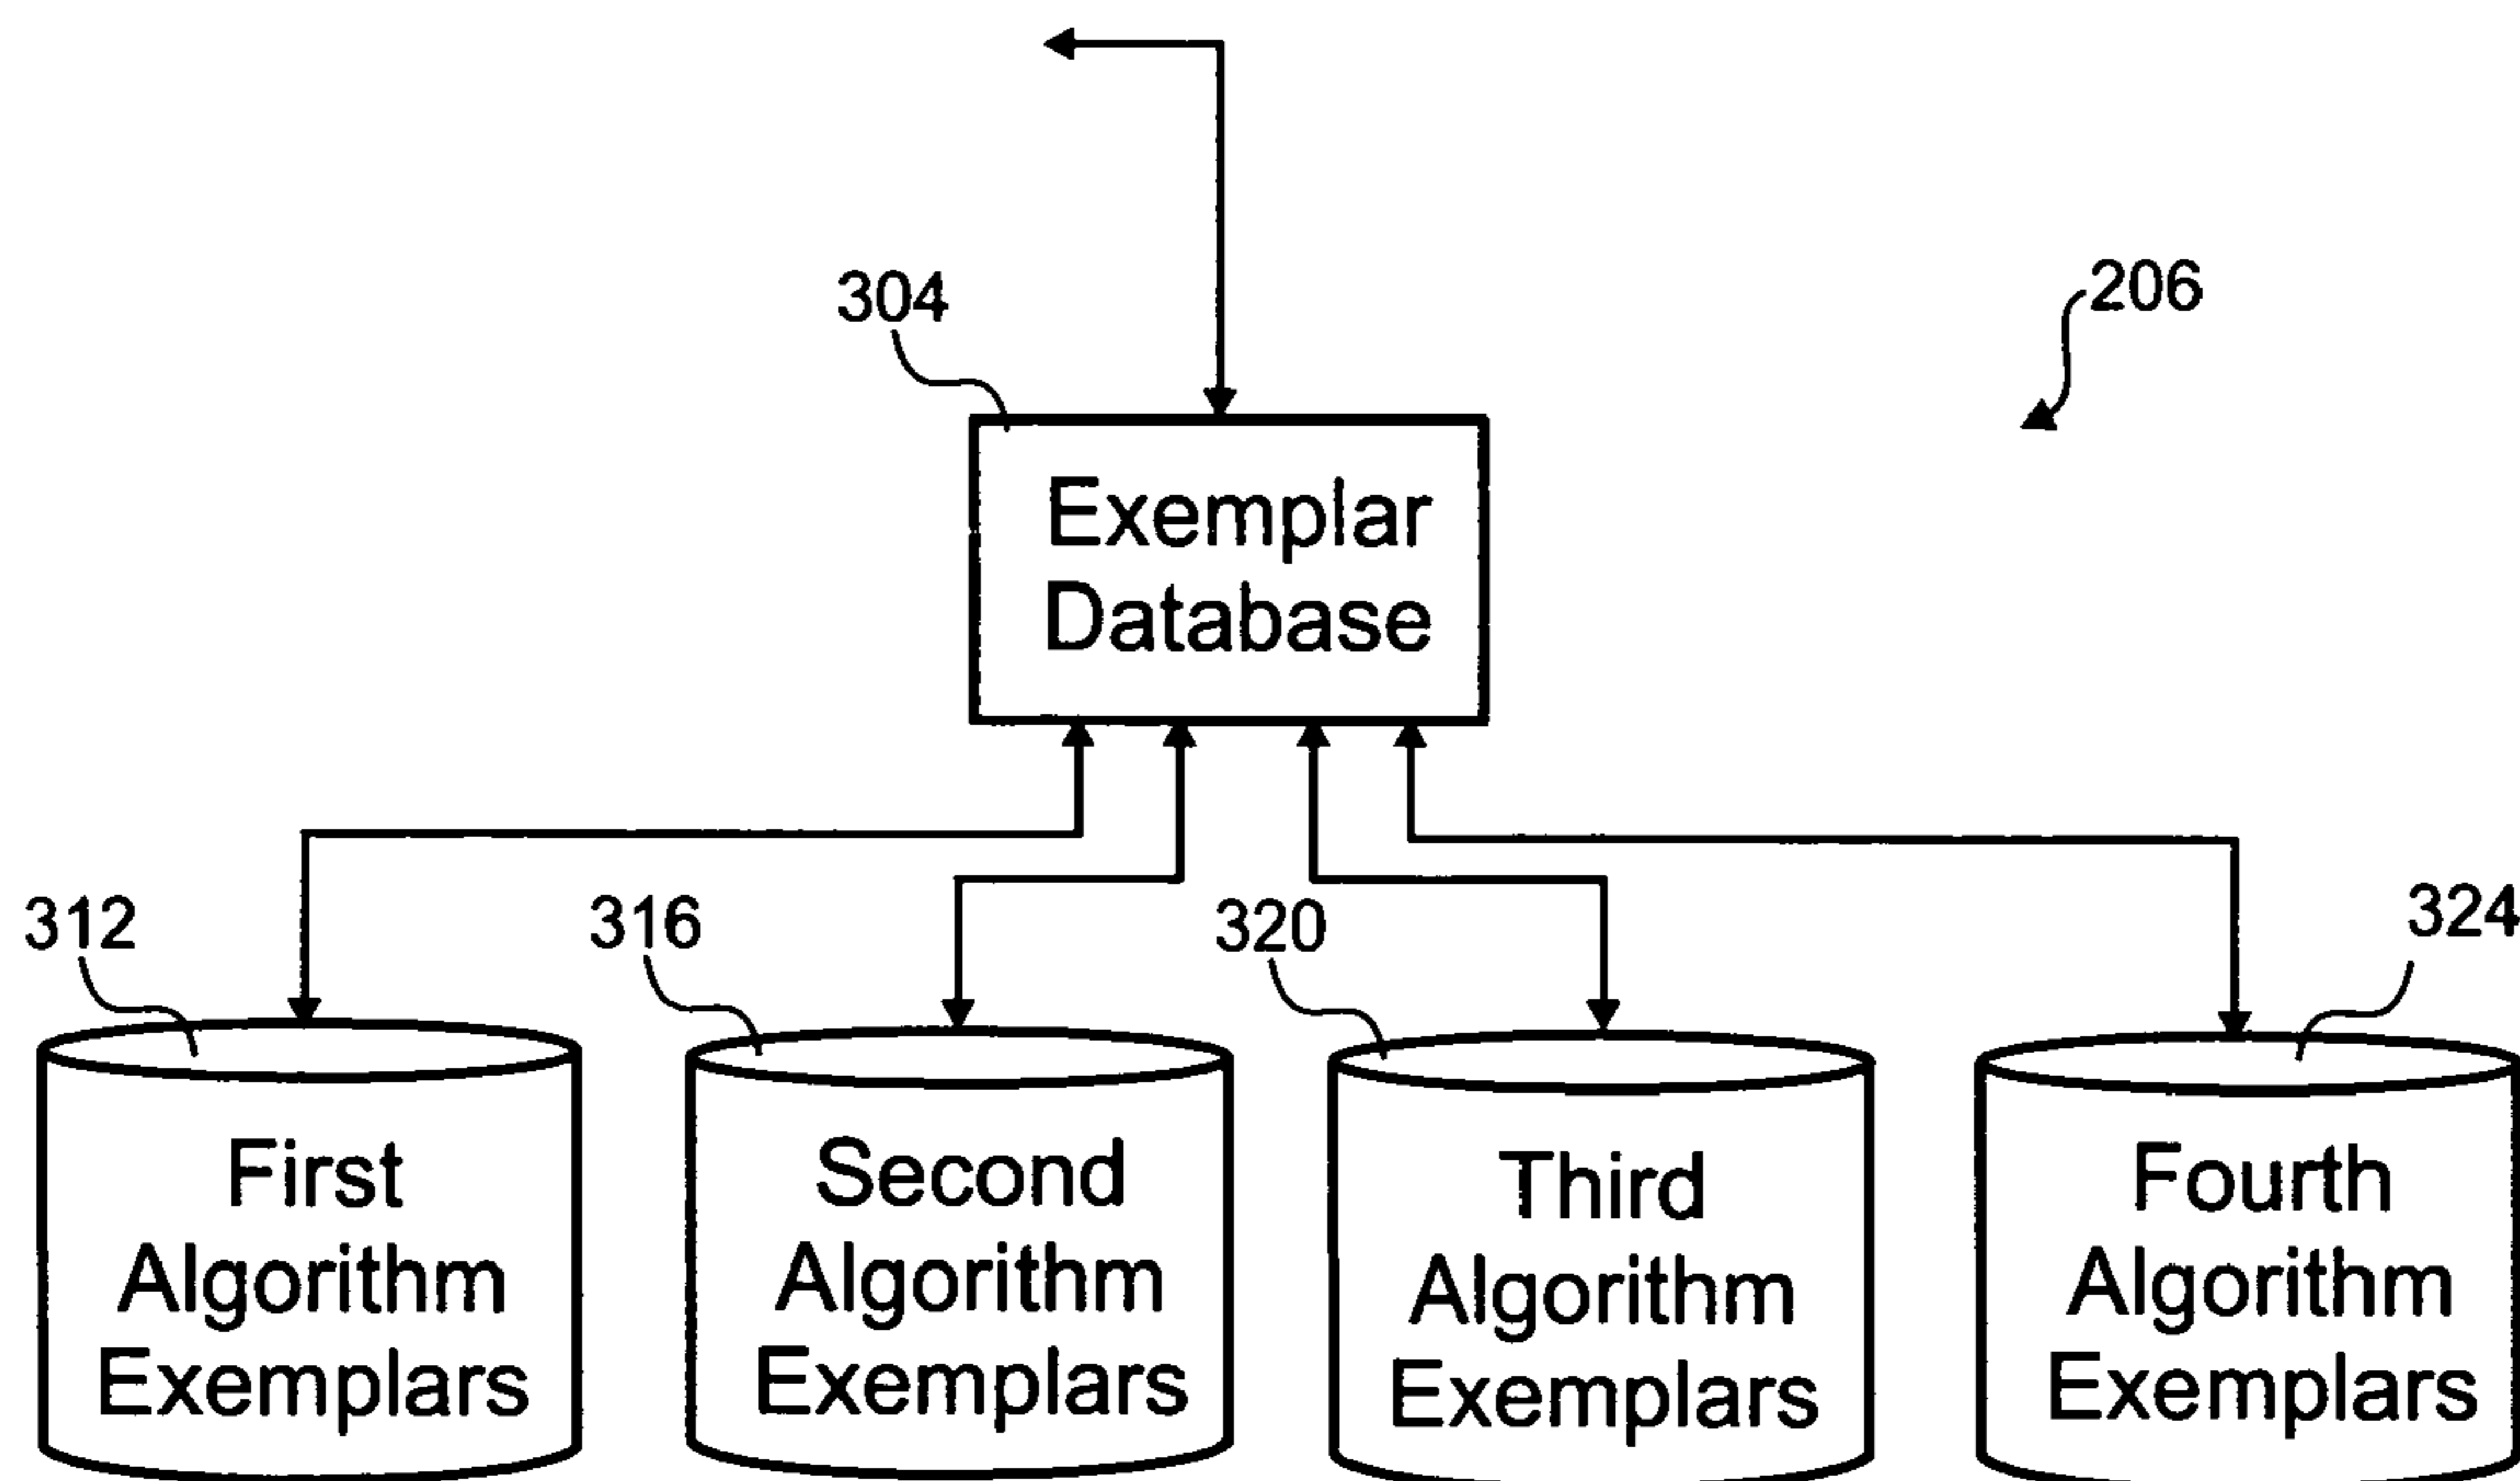 304
206
Exemplar
Database
312
316
320
324
First
Algorithm
Exemplars
Second
Algorithm
Exemplars
Third
Algorithm
Exemplars
Fourth
Algorithm
Exemplars